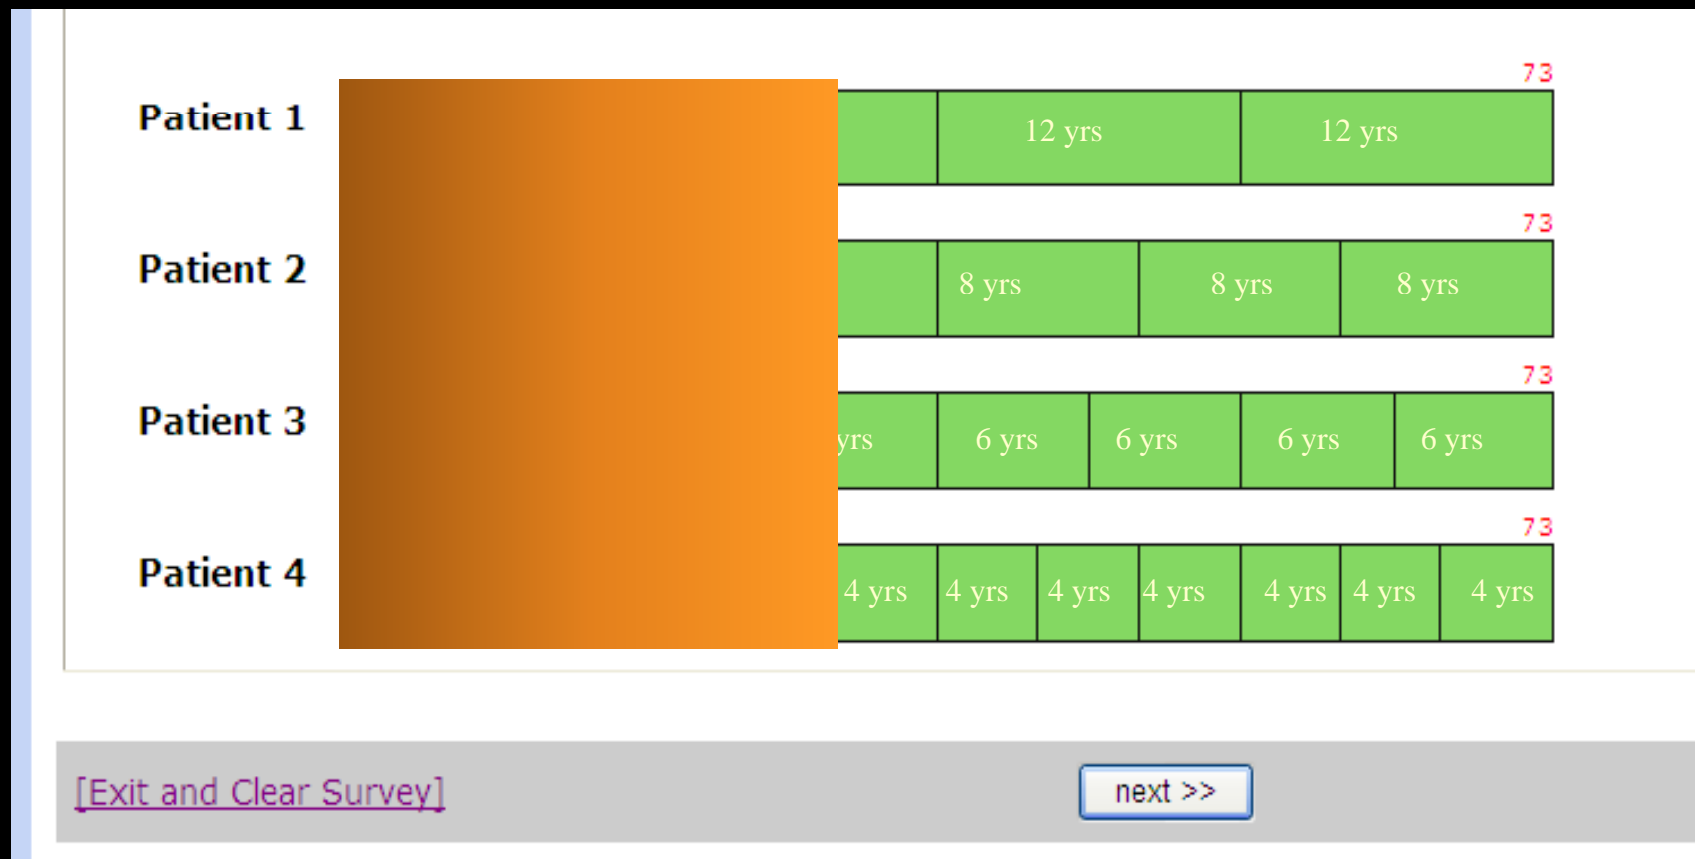 73
Patient 1 12 yrs 12 yrs
73
Patient 2 8 yrs 8 yrs 8 yrs
73
Patient 3 yrs 6 yrs 6 yrs 6 yrs 6 yrs
73
Patient 4 4 yrs 4 yrs 4 yrs 4 yrs 4 yrs 4 yrs 4 yrs
[Exit and Clear Survey] next >>